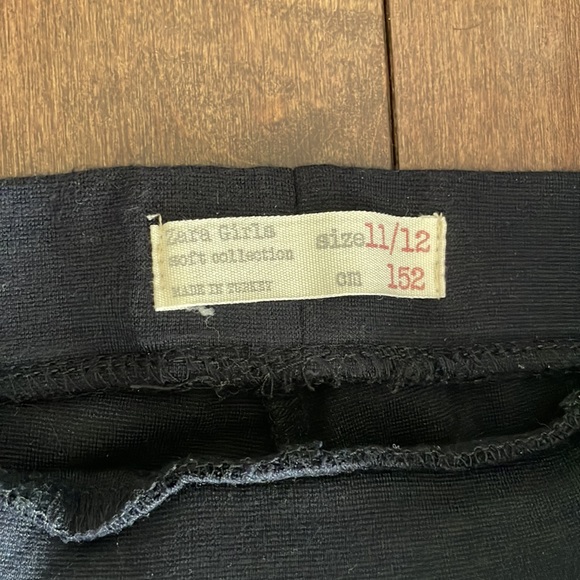 Zara Girls
soft collection
MADE IN TURKEY
size 11/12
cm 152